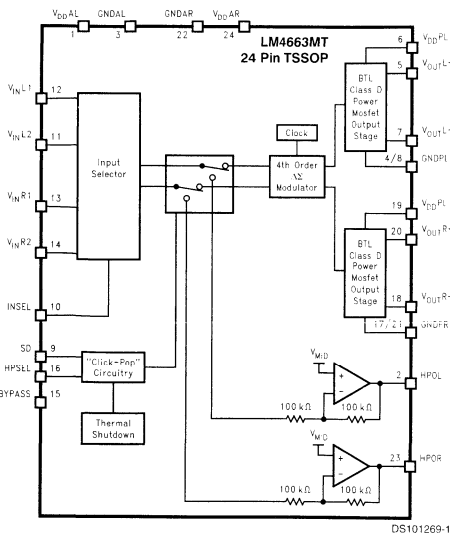 VDDAL GNDAL GNDAR VDDAR
1 3 22 24
LM4663MT
24 Pin TSSOP
6 VDDPL
5 VOUTL-
BTL
Class D
Power
Mosfet
Output
Stage
7 VOUTL-
4/8 GNDPL
VINL1 12
VINL2 11
VINR1 13
VINR2 14
INSEL 10
Input
Selector
Clock
4th Order
ΔΣ
Modulator
19 VDDPL
20 VOUTR-
BTL
Class D
Power
Mosfet
Output
Stage
18 VOUTR-
17/21 GNDPR
SD 9
HPSEL 16
BYPASS 15
"Click-Pop"
Circuitry
Thermal
Shutdown
VMID
+
−
2 HPOL
100 kΩ 100 kΩ
VMID
+
−
23 HPOR
100 kΩ 100 kΩ
DS101269-1